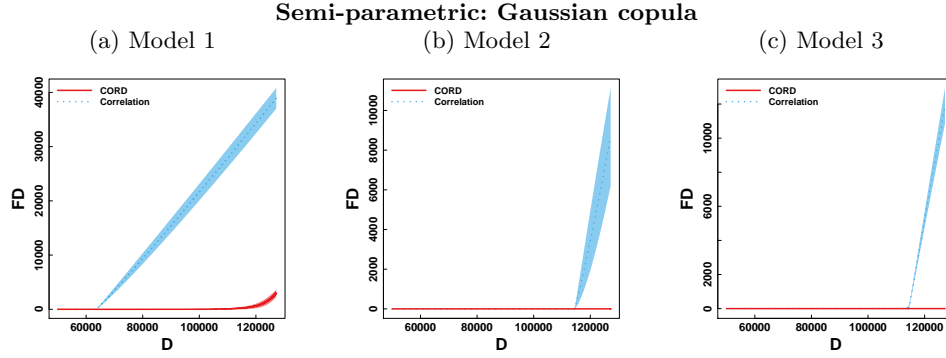 Semi-parametric: Gaussian copula
(a) Model 1
(b) Model 2
(c) Model 3
CORD
Correlation
FD
0
10000
20000
30000
40000
60000
80000
100000
120000
D
CORD
Correlation
FD
0
2000
4000
6000
8000
10000
60000
80000
100000
120000
D
CORD
Correlation
FD
0
2000
6000
10000
60000
80000
100000
120000
D